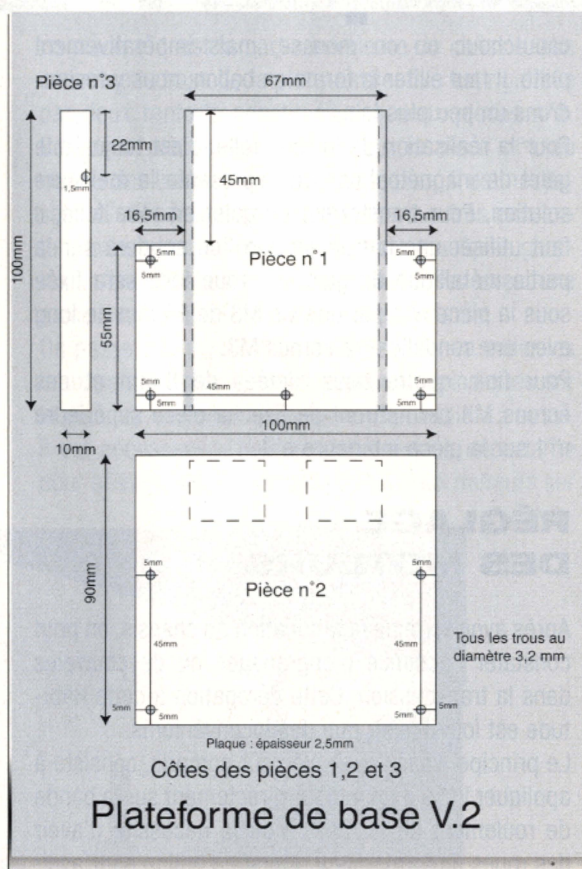 Pièce n°3
67mm
22mm
1,5mm
45mm
16,5mm
16,5mm
5mm
5mm
Pièce n°1
5mm
5mm
100mm
55mm
5mm
5mm
5mm
5mm
45mm
10mm
100mm
5mm
5mm
90mm
Pièce n°2
45mm
45mm
Tous les trous au
diamètre 3,2 mm
5mm
5mm
5mm
5mm
Plaque : épaisseur 2,5mm
Côtes des pièces 1,2 et 3
Plateforme de base V.2